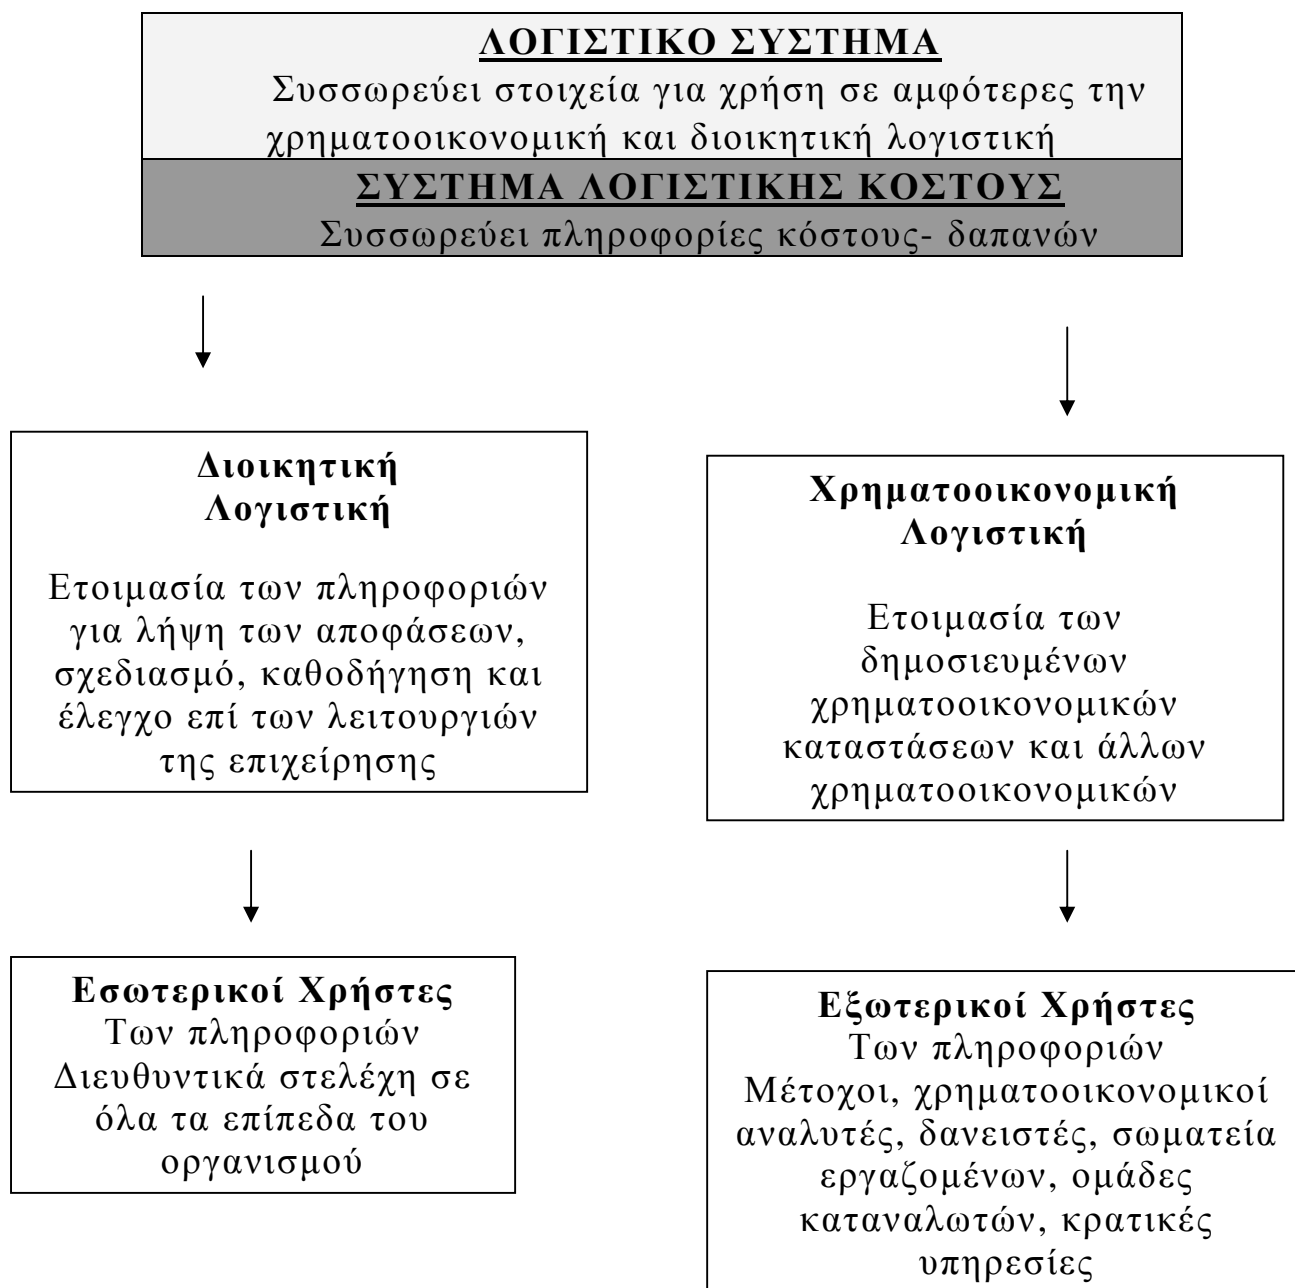 ΛΟΓΙΣΤΙΚΟ ΣΥΣΤΗΜΑ
Συσσωρεύει στοιχεία για χρήση σε αμφότερες την
χρηματοοικονομική και διοικητική λογιστική
ΣΥΣΤΗΜΑ ΛΟΓΙΣΤΙΚΗΣ ΚΟΣΤΟΥΣ
Συσσωρεύει πληροφορίες κόστους- δαπανών
Διοικητική
Λογιστική
Ετοιμασία των πληροφοριών
για λήψη των αποφάσεων,
σχεδιασμό, καθοδήγηση και
έλεγχο επί των λειτουργιών
της επιχείρησης
Χρηματοοικονομική
Λογιστική
Ετοιμασία των
δημοσιευμένων
χρηματοοικονομικών
καταστάσεων και άλλων
χρηματοοικονομικών
Εσωτερικοί Χρήστες
Των πληροφοριών
Διευθυντικά στελέχη σε
όλα τα επίπεδα του
οργανισμού
Εξωτερικοί Χρήστες
Των πληροφοριών
Μέτοχοι, χρηματοοικονομικοί
αναλυτές, δανειστές, σωματεία
εργαζομένων, ομάδες
καταναλωτών, κρατικές
υπηρεσίες